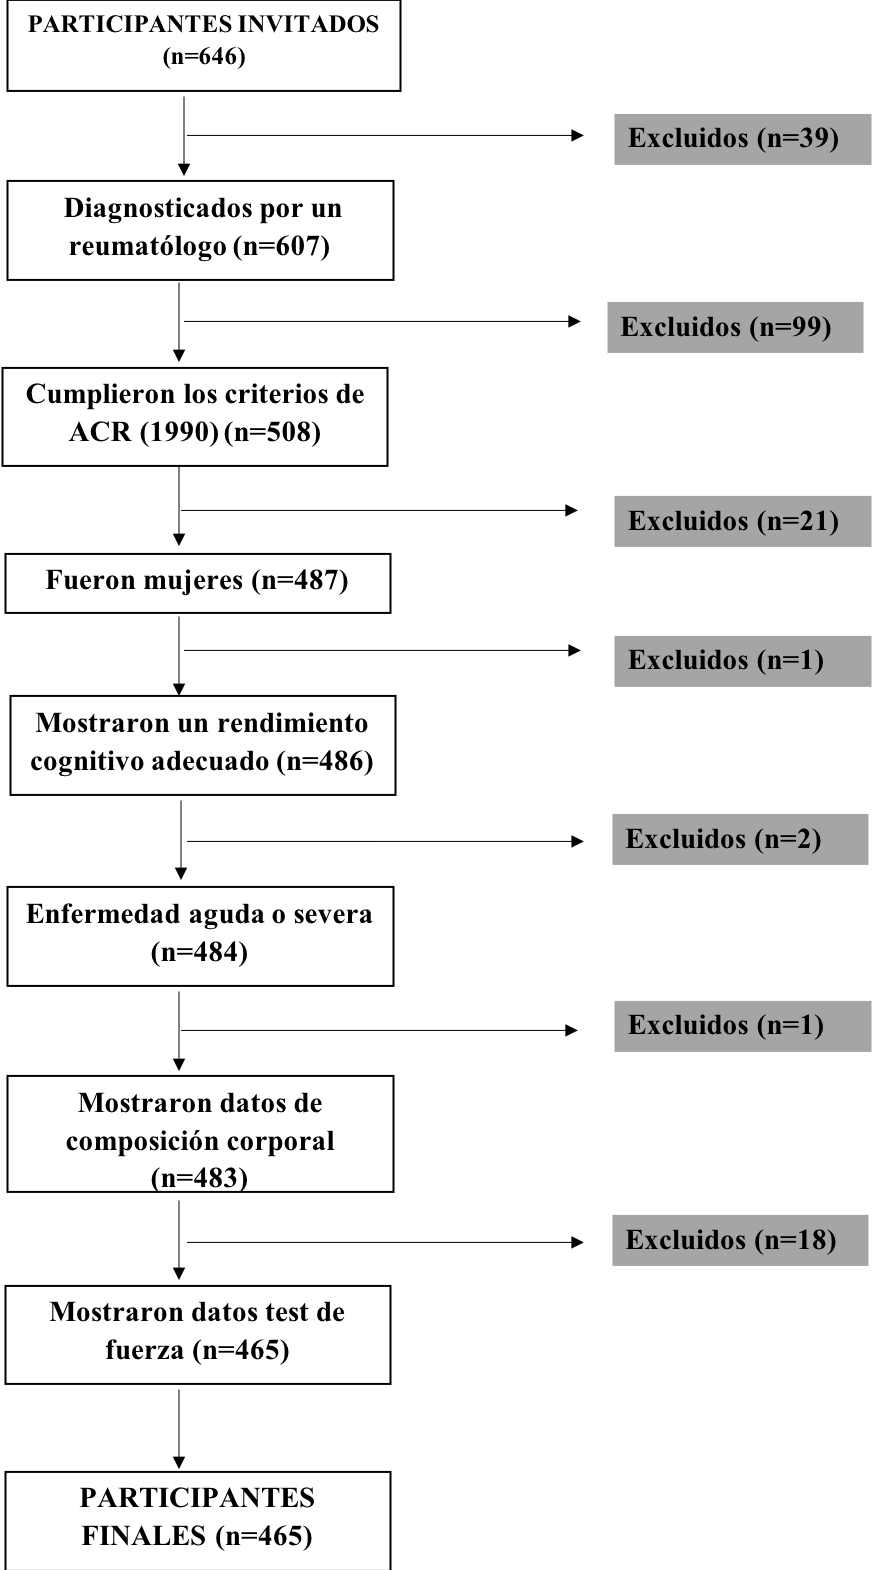 PARTICIPANTES INVITADOS
(n=646)
Excluidos (n=39)
Diagnosticados por un
reumatólogo (n=607)
Excluidos (n=99)
Cumplieron los criterios de
ACR (1990) (n=508)
Excluidos (n=21)
Fueron mujeres (n=487)
Excluidos (n=1)
Mostraron un rendimiento
cognitivo adecuado (n=486)
Excluidos (n=2)
Enfermedad aguda o severa
(n=484)
Excluidos (n=1)
Mostraron datos de
composición corporal
(n=483)
Excluidos (n=18)
Mostraron datos test de
fuerza (n=465)
PARTICIPANTES
FINALES (n=465)